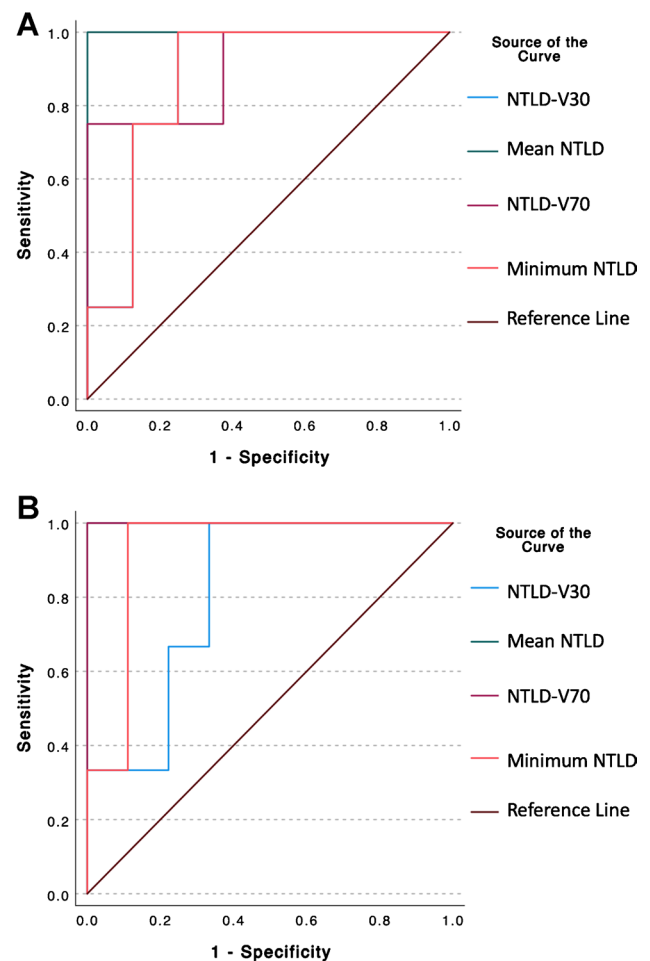 A
Sensitivity
1.0
0.8
0.6
0.4
0.2
0.0
0.0 0.2 0.4 0.6 0.8 1.0
1 - Specificity
Source of the
Curve
NTLD-V30
Mean NTLD
NTLD-V70
Minimum NTLD
Reference Line
B
Sensitivity
1.0
0.8
0.6
0.4
0.2
0.0
0.0 0.2 0.4 0.6 0.8 1.0
1 - Specificity
Source of the
Curve
NTLD-V30
Mean NTLD
NTLD-V70
Minimum NTLD
Reference Line